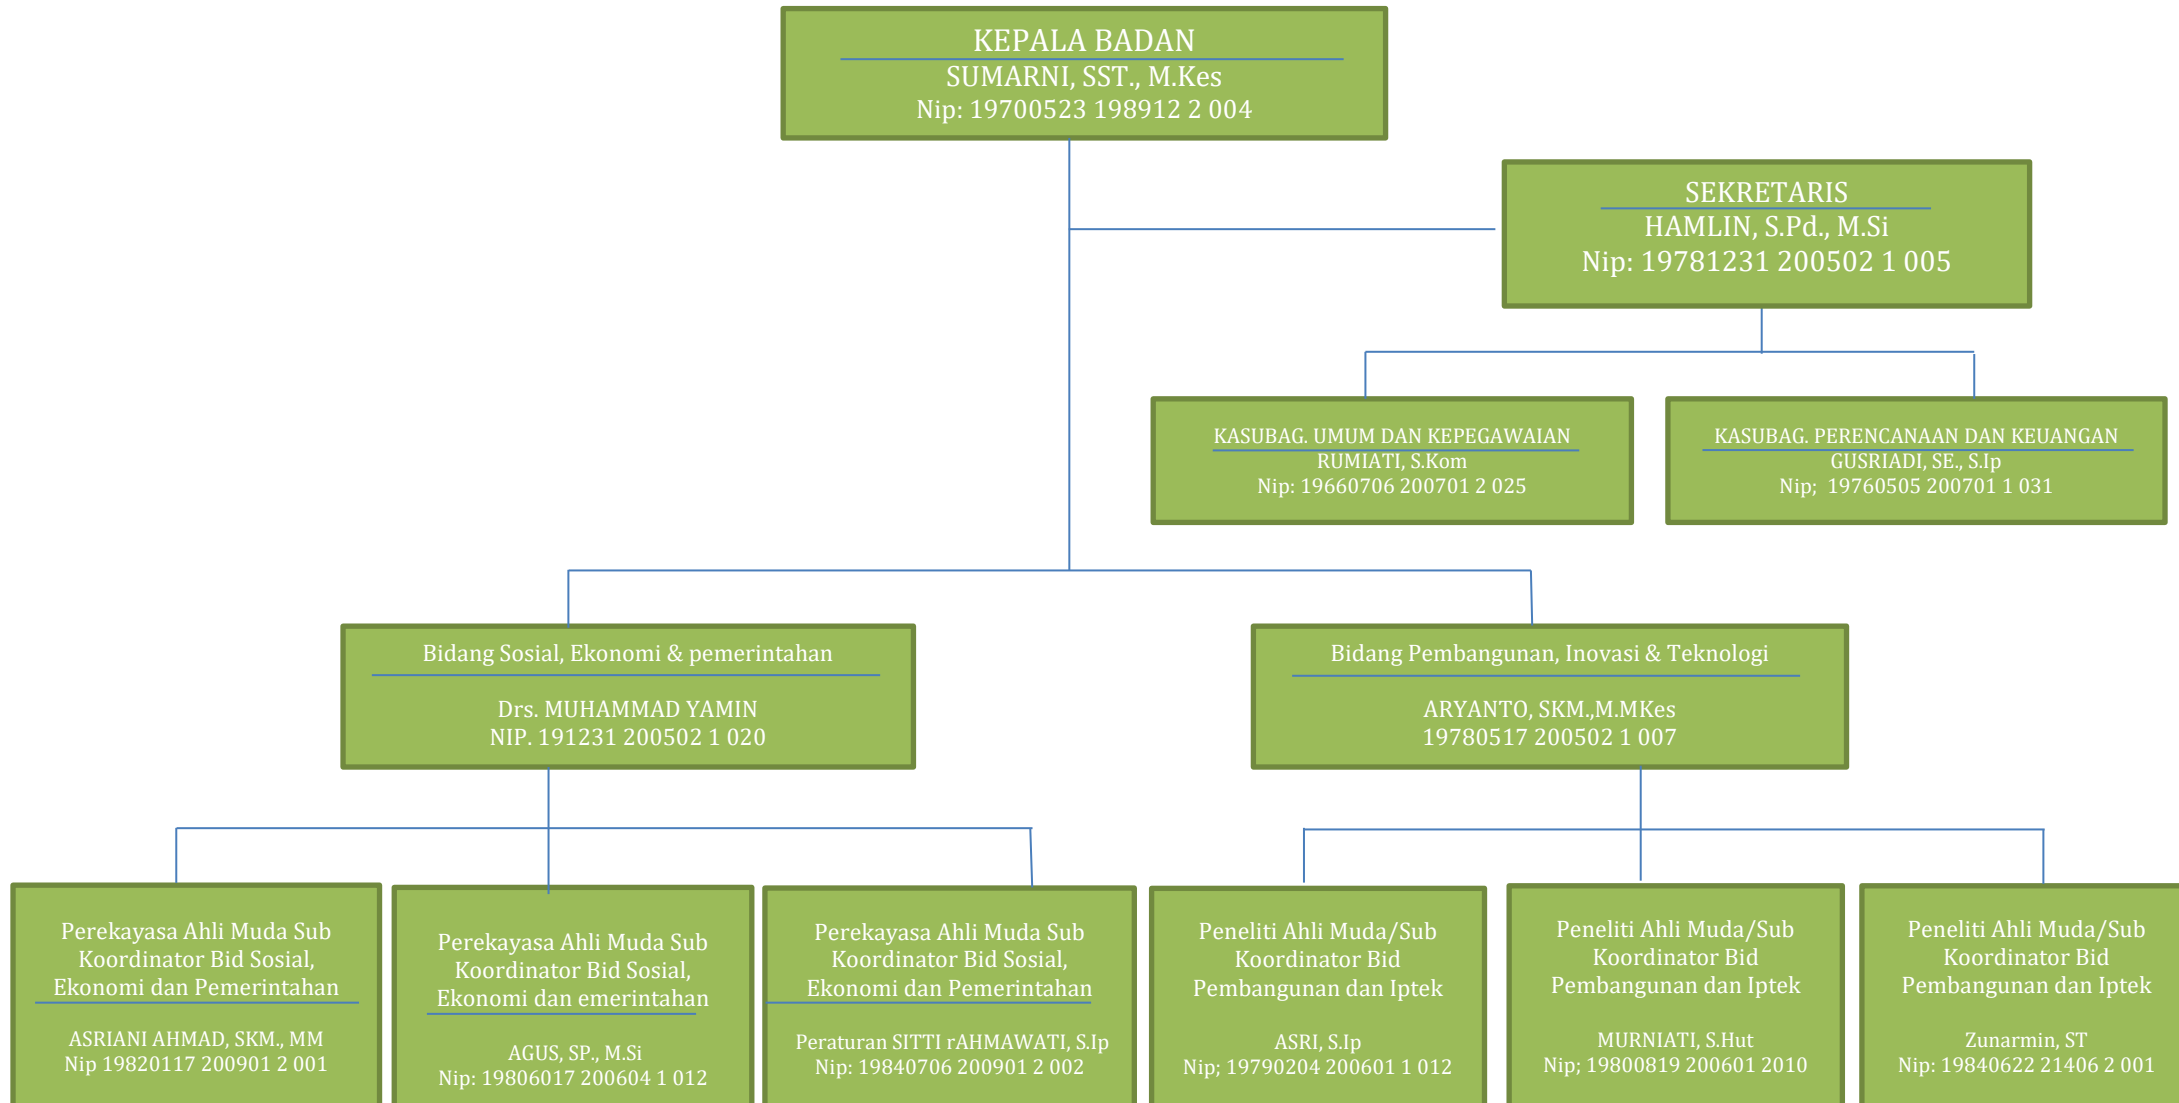 KEPALA BADAN
SUMARNI, SST., M.Kes
Nip: 19700523 198912 2 004
SEKRETARIS
HAMLIN, S.Pd., M.Si
Nip: 19781231 200502 1 005
KASUBAG. UMUM DAN KEPEGAWAIAN
RUMIATI, S.Kom
Nip: 19660706 200701 2 025
KASUBAG. PERENCANAAN DAN KEUANGAN
GUSRIADI, SE., S.Ip
Nip;  19760505 200701 1 031
Bidang Sosial, Ekonomi & pemerintahan
Drs. MUHAMMAD YAMIN
NIP. 191231 200502 1 020
Bidang Pembangunan, Inovasi & Teknologi
ARYANTO, SKM.,M.MKes
19780517 200502 1 007
Perekayasa Ahli Muda Sub
Koordinator Bid Sosial,
Ekonomi dan Pemerintahan
ASRIANI AHMAD, SKM., MM
Nip 19820117 200901 2 001
Perekayasa Ahli Muda Sub
Koordinator Bid Sosial,
Ekonomi dan emerintahan
AGUS, SP., M.Si
Nip: 19806017 200604 1 012
Perekayasa Ahli Muda Sub
Koordinator Bid Sosial,
Ekonomi dan Pemerintahan
Peraturan SITTI rAHMAWATI, S.Ip
Nip: 19840706 200901 2 002
Peneliti Ahli Muda/Sub
Koordinator Bid
Pembangunan dan Iptek
ASRI, S.Ip
Nip; 19790204 200601 1 012
Peneliti Ahli Muda/Sub
Koordinator Bid
Pembangunan dan Iptek
MURNIATI, S.Hut
Nip; 19800819 200601 2010
Peneliti Ahli Muda/Sub
Koordinator Bid
Pembangunan dan Iptek
Zunarmin, ST
Nip: 19840622 21406 2 001